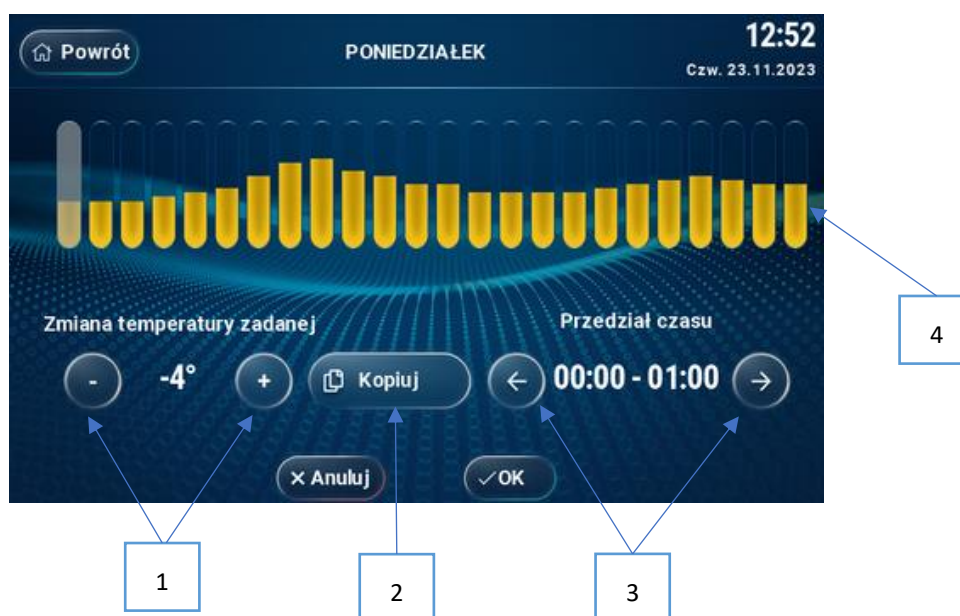 Powrót
PONIEDZIAŁEK
12:52
Czw. 23.11.2023
Zmiana temperatury zadanej
Przedział czasu
-
-4°
+
Kopiuj
←
00:00 - 01:00
→
× Anuluj
✓OK
4
1
2
3